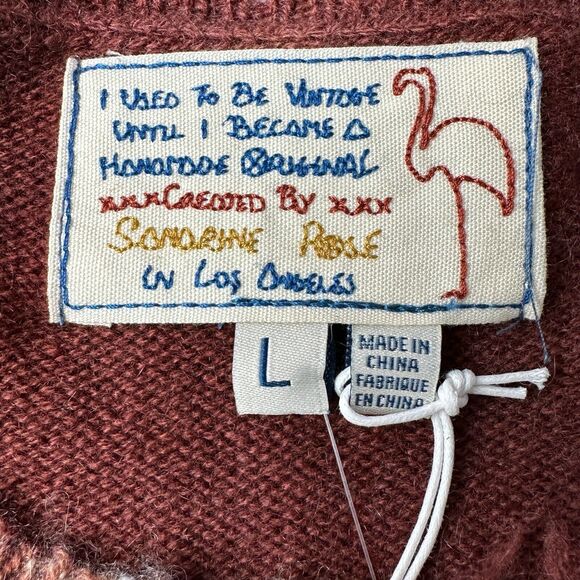 I USED TO BE VINTAGE
UNTIL I BECAME A
HANDMADE ORIGINAL
xxxCREATED BY xxx
SANDRINE ROSE
IN LOS ANGELES
L
MADE IN
CHINA
FABRIQUE
EN CHINA